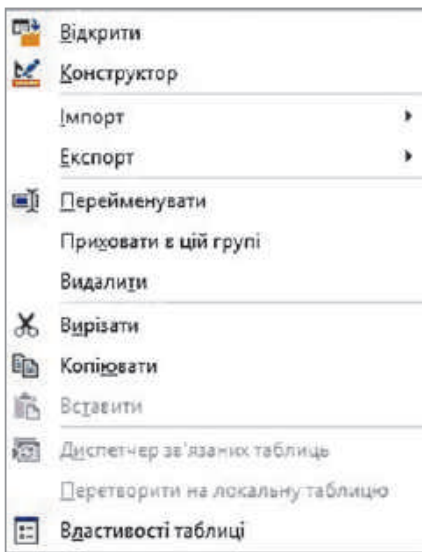 Відкрити
Конструктор
Імпорт
Експорт
Перейменувати
Приховати в цій групі
Видалити
Вирізати
Копіювати
Вставити
Диспетчер зв'язаних таблиць
Перетворити на локальну таблицю
Властивості таблиці